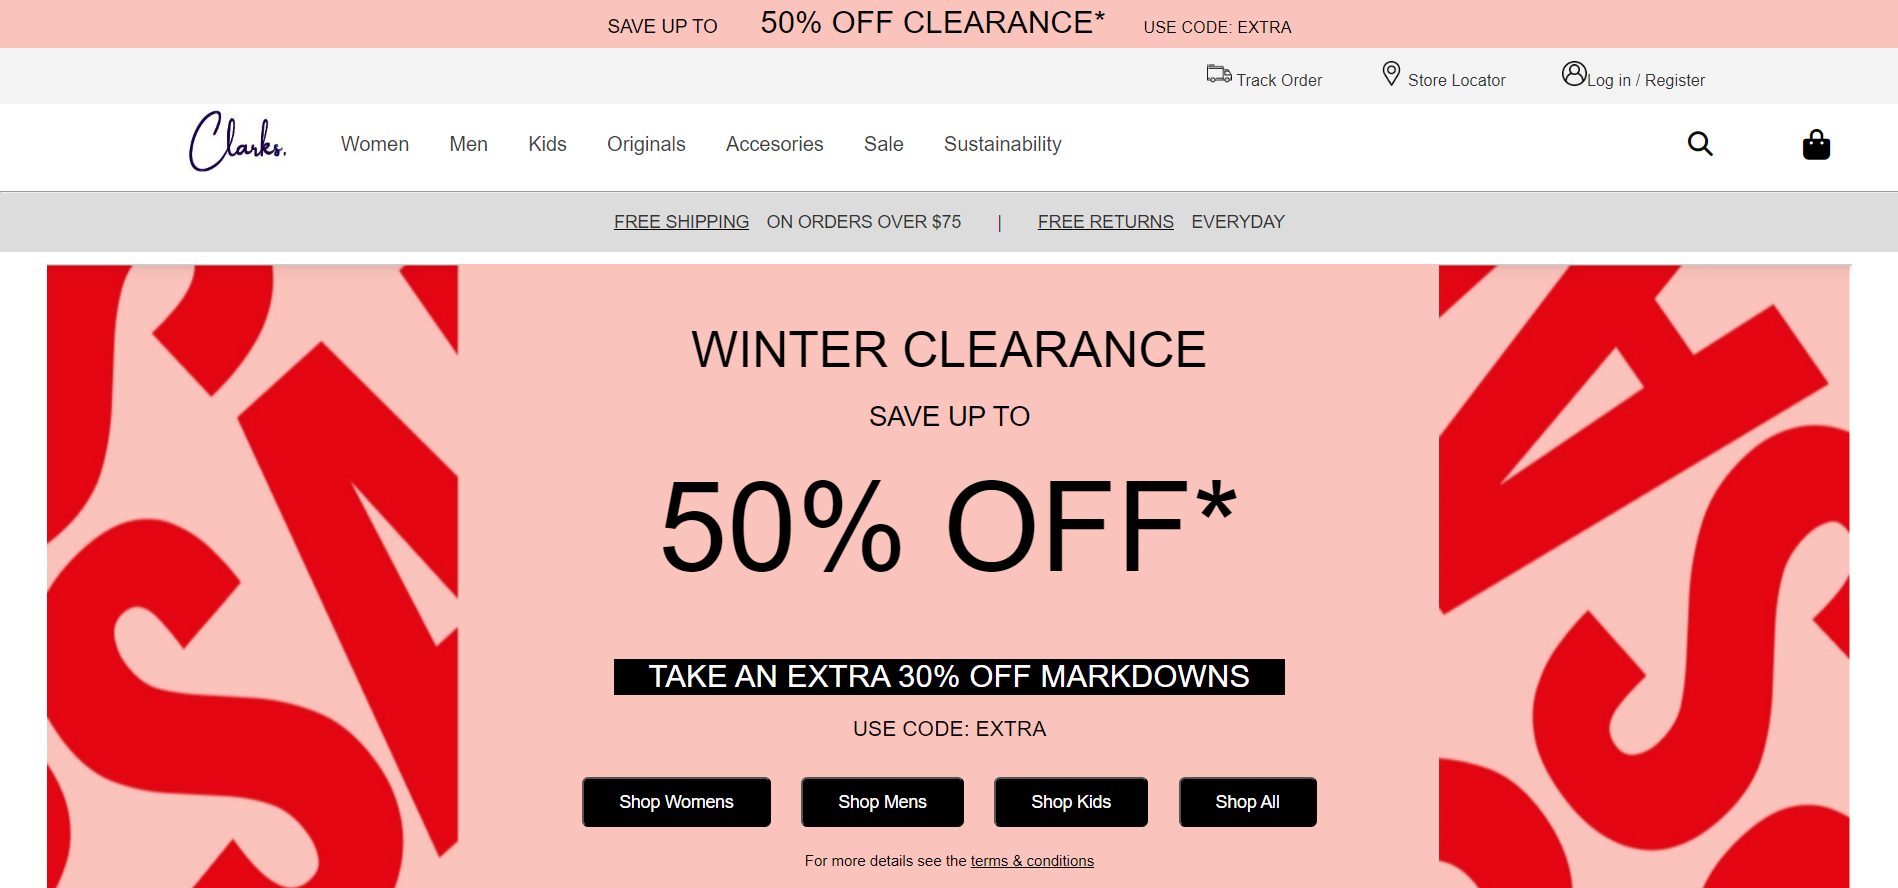 SAVE UP TO 50% OFF CLEARANCE* USE CODE: EXTRA
Track Order Store Locator Log in / Register
Clarks. Women Men Kids Originals Accesories Sale Sustainability
FREE SHIPPING ON ORDERS OVER $75 | FREE RETURNS EVERYDAY
WINTER CLEARANCE
SAVE UP TO
50% OFF*
TAKE AN EXTRA 30% OFF MARKDOWNS
USE CODE: EXTRA
Shop Womens Shop Mens Shop Kids Shop All
For more details see the terms & conditions